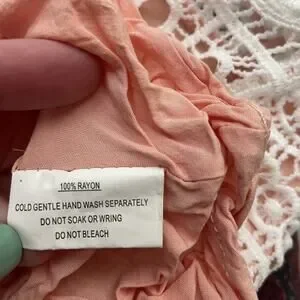 100% RAYON
COLD GENTLE HAND WASH SEPARATELY
DO NOT SOAK OR WRING
DO NOT BLEACH